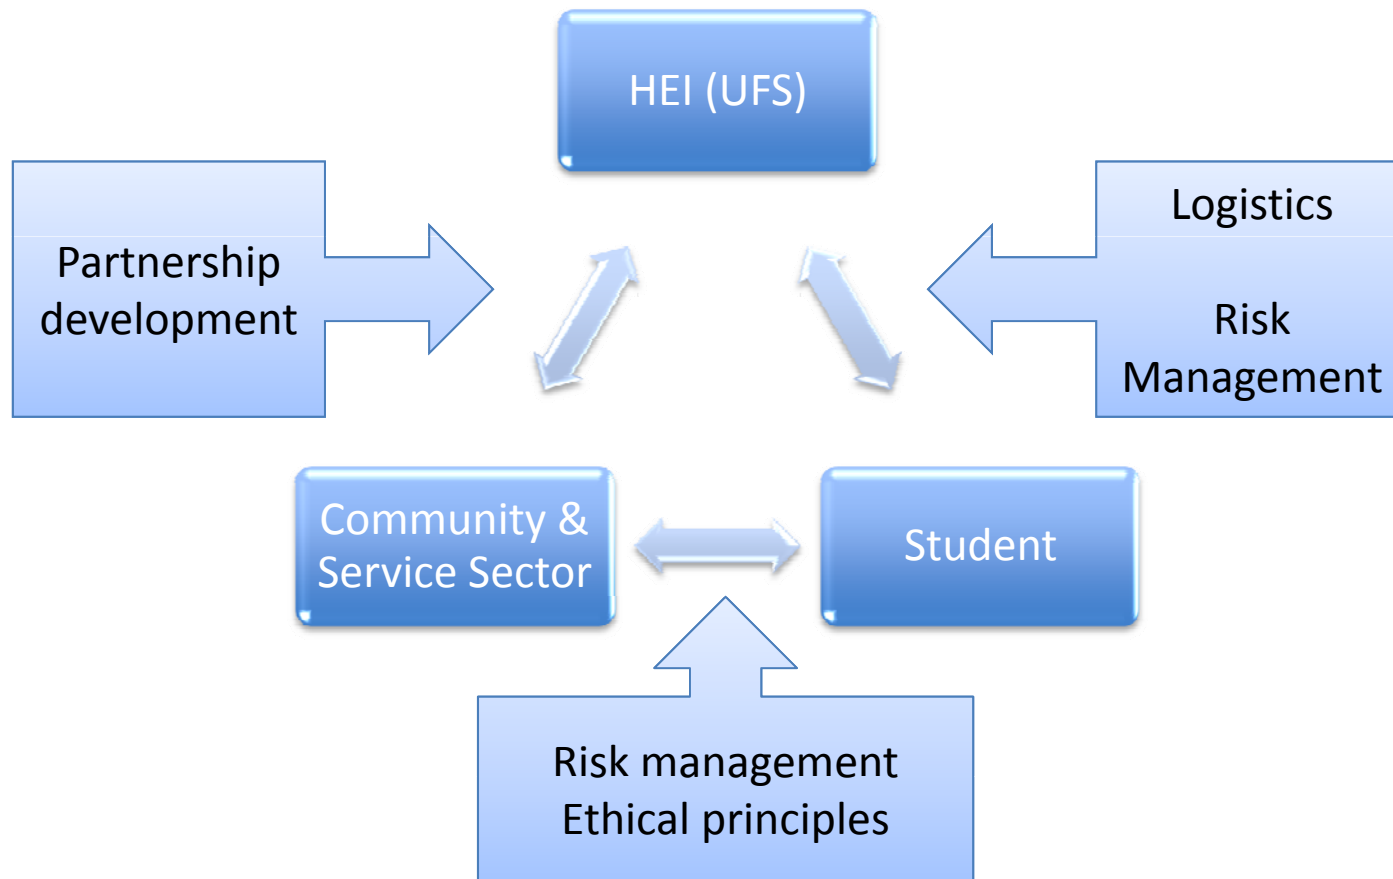 HEI (UFS)
Partnership
development
Logistics
Risk
Management
Community &
Service Sector
Student
Risk management
Ethical principles